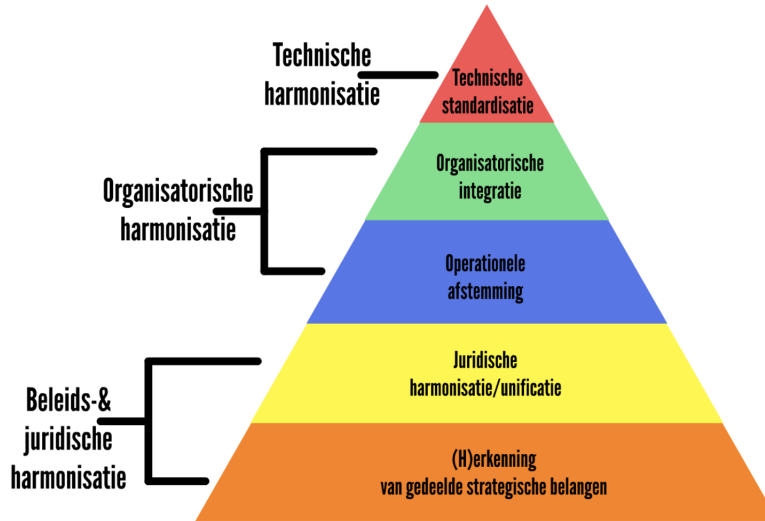 Technische
harmonisatie
Technische
standardisatie
Organisatorische
harmonisatie
Organisatorische
integratie
Operationele
afstemming
Beleids-&
juridische
harmonisatie
Juridische
harmonisatie/unificatie
(H)erkenning
van gedeelde strategische belangen